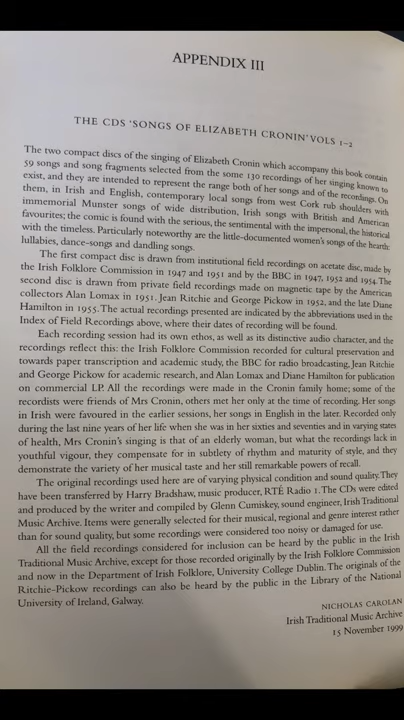 APPENDIX III
THE CDS 'SONGS OF ELIZABETH CRONIN' VOLS 1–2
The two compact discs of the singing of Elizabeth Cronin which accompany this book contain
59 songs and song fragments selected from the some 130 recordings of her singing known to
exist, and they are intended to represent the range both of her songs and of the recordings. On
them, in Irish and English, contemporary local songs from west Cork rub shoulders with
immemorial Munster songs of wide distribution, Irish songs with British and American
favourites; the comic is found with the serious, the sentimental with the impersonal, the historical
with the timeless. Particularly noteworthy are the little-documented women's songs of the hearth:
lullabies, dance-songs and dandling songs.
The first compact disc is drawn from institutional field recordings on acetate disc, made by
the Irish Folklore Commission in 1947 and 1951 and by the BBC in 1947, 1952 and 1954. The
second disc is drawn from private field recordings made on magnetic tape by the American
collectors Alan Lomax in 1951. Jean Ritchie and George Pickow in 1952, and the late Diane
Hamilton in 1955. The actual recordings presented are indicated by the abbreviations used in the
Index of Field Recordings above, where their dates of recording will be found.
Each recording session had its own ethos, as well as its distinctive audio character, and the
recordings reflect this: the Irish Folklore Commission recorded for cultural preservation and
towards paper transcription and academic study, the BBC for radio broadcasting, Jean Ritchie
and George Pickow for academic research, and Alan Lomax and Diane Hamilton for publication
on commercial LP. All the recordings were made in the Cronin family home; some of the
recordists were friends of Mrs Cronin, others met her only at the time of recording. Her songs
in Irish were favoured in the earlier sessions, her songs in English in the later. Recorded only
during the last nine years of her life when she was in her sixties and seventies and in varying states
of health, Mrs Cronin's singing is that of an elderly woman, but what the recordings lack in
youthful vigour, they compensate for in subtlety of rhythm and maturity of style, and they
demonstrate the variety of her musical taste and her still remarkable powers of recall.
The original recordings used here are of varying physical condition and sound quality. They
have been transferred by Harry Bradshaw, music producer, RTÉ Radio 1. The CDs were edited
and produced by the writer and compiled by Glenn Cumiskey, sound engineer, Irish Traditional
Music Archive. Items were generally selected for their musical, regional and genre interest rather
than for sound quality, but some recordings were considered too noisy or damaged for use.
All the field recordings considered for inclusion can be heard by the public in the Irish
Traditional Music Archive, except for those recorded originally by the Irish Folklore Commission
and now in the Department of Irish Folklore, University College Dublin. The originals of the
Ritchie-Pickow recordings can also be heard by the public in the Library of the National
University of Ireland, Galway.
NICHOLAS CAROLAN
Irish Traditional Music Archive
15 November 1999